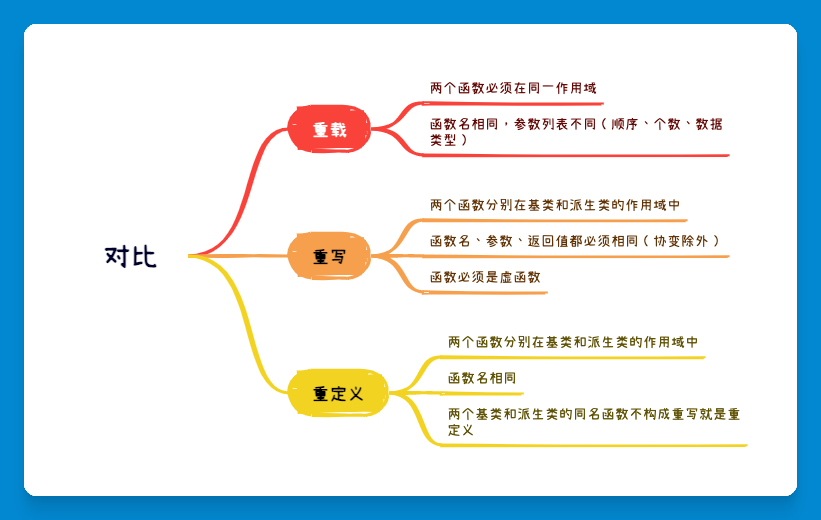 对比
重载
两个函数必须在同一作用域
函数名相同，参数列表不同（顺序、个数、数据
类型）
重写
两个函数分别在基类和派生类的作用域中
函数名、参数、返回值都必须相同（协变除外）
函数必须是虚函数
重定义
两个函数分别在基类和派生类的作用域中
函数名相同
两个基类和派生类的同名函数不构成重写就是重
定义